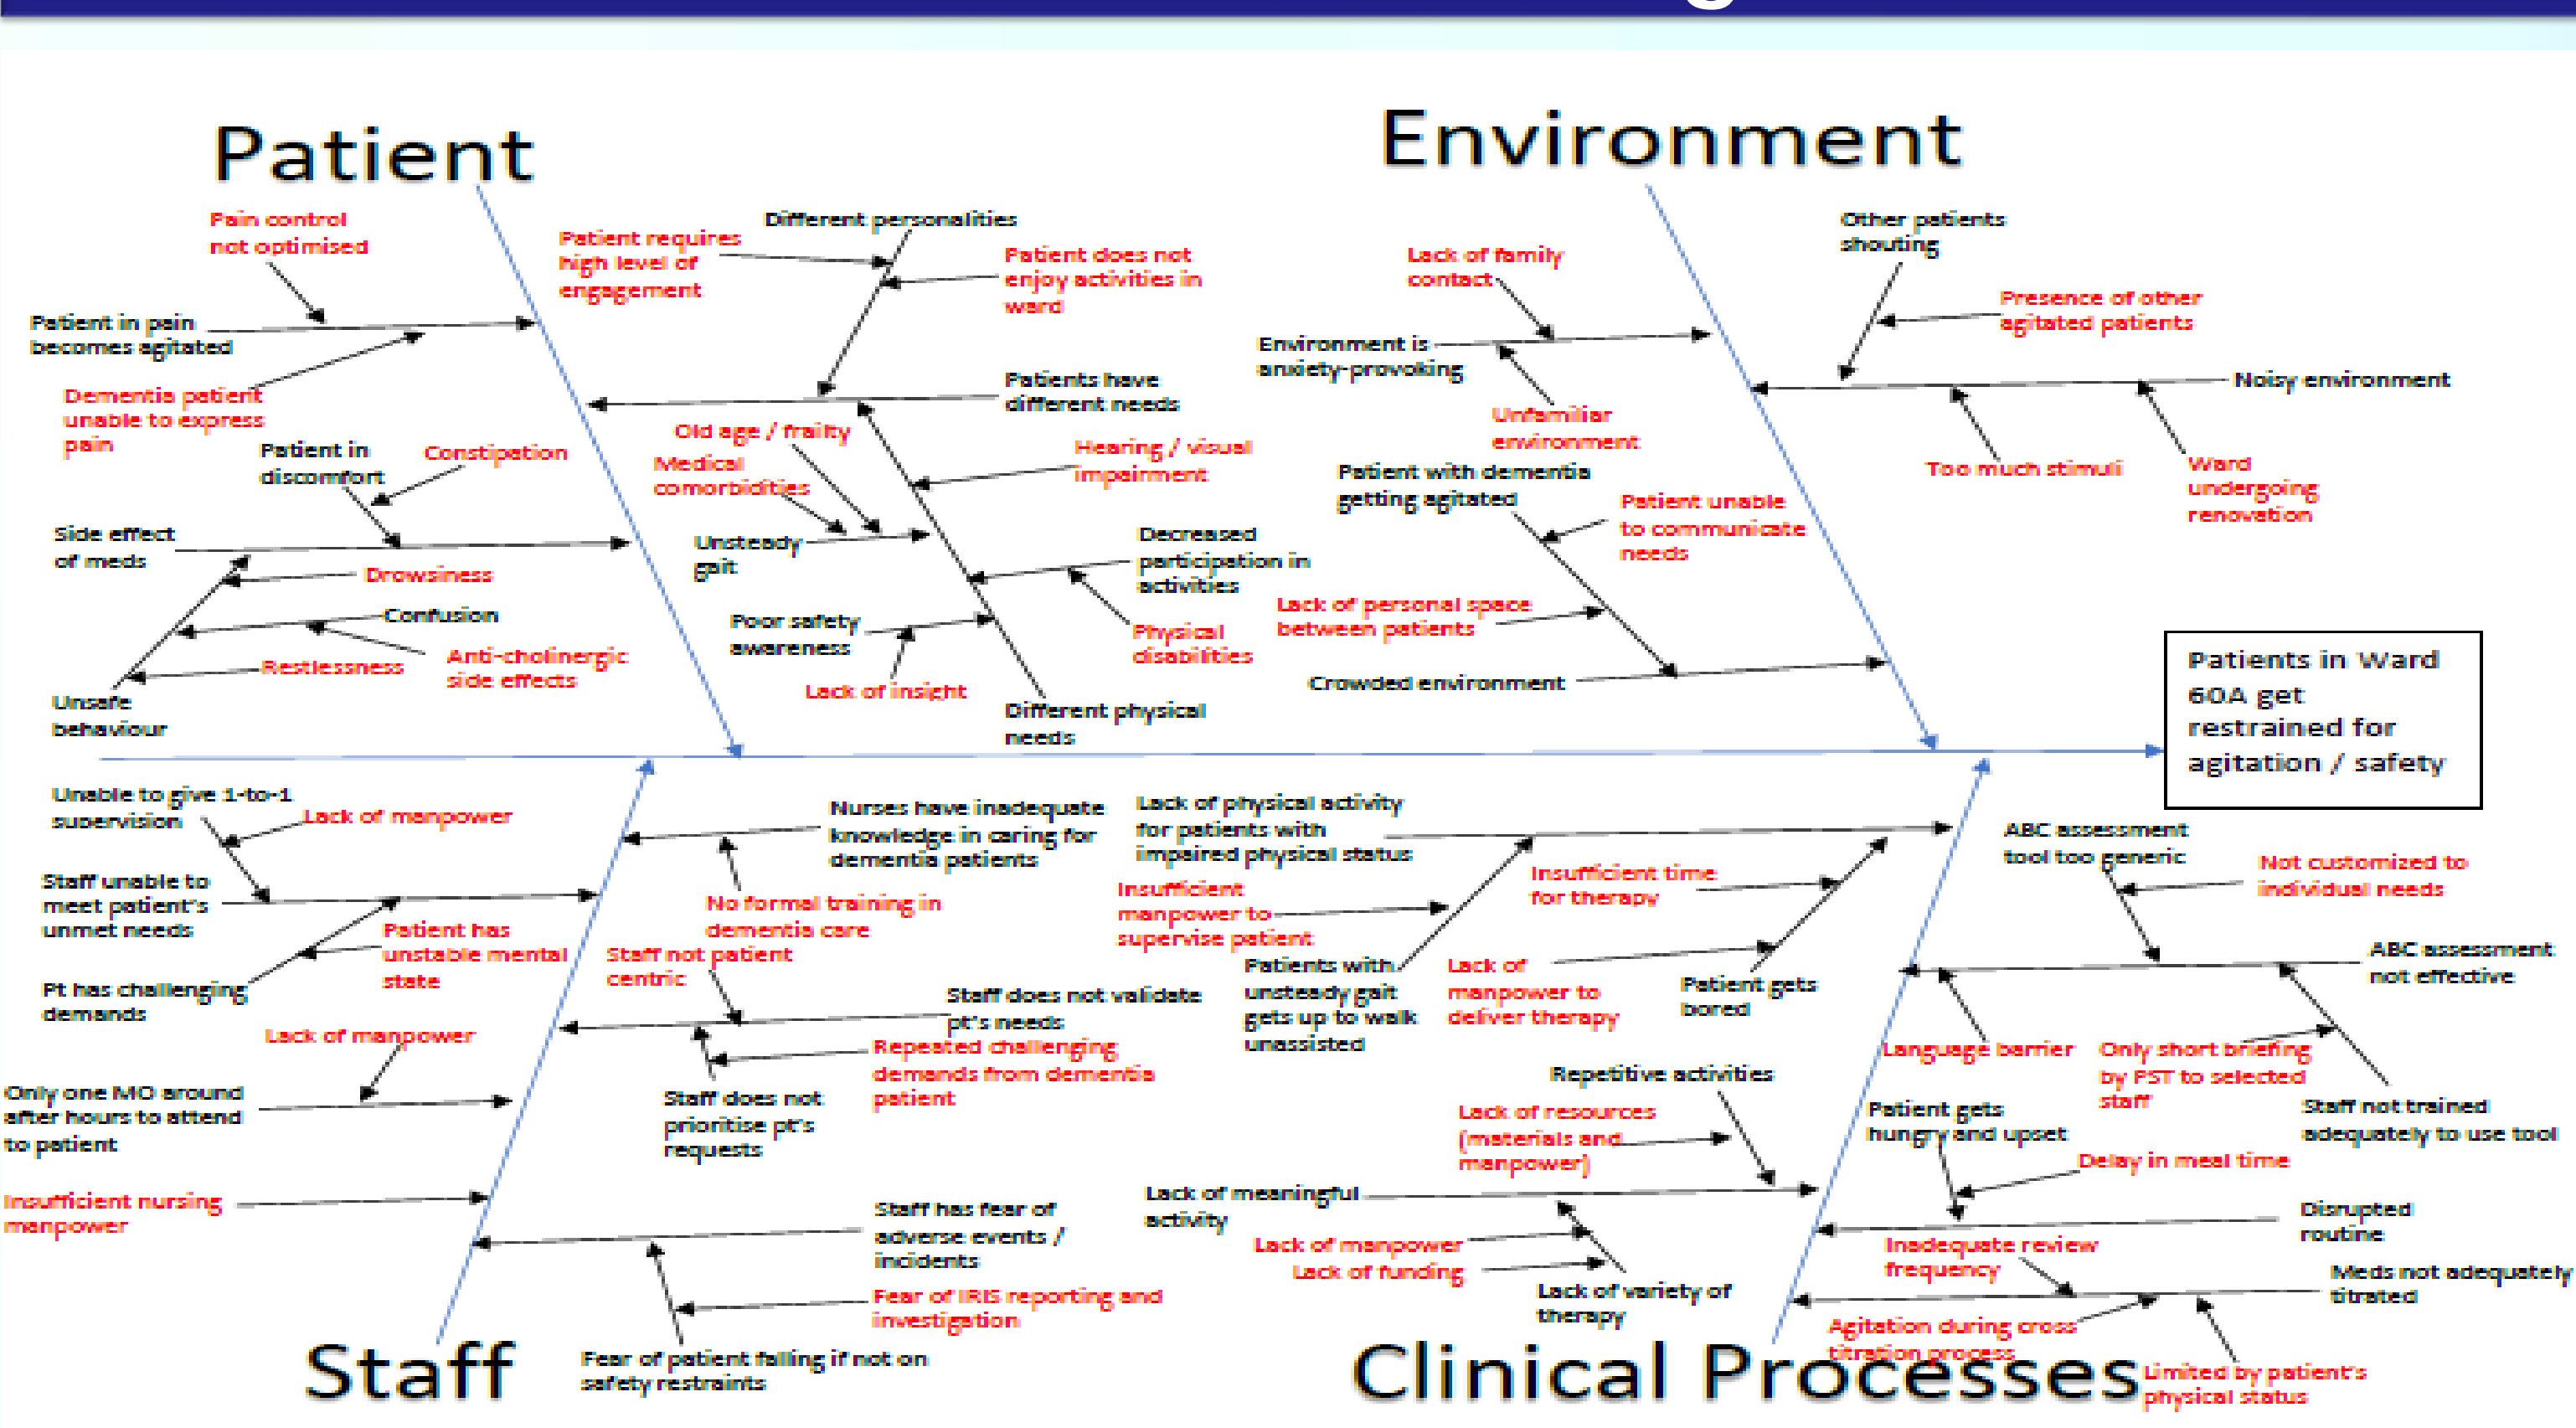 Patient
Environment
Pain control
not optimised
Patient requires
high level of
engagement
Different personalities
Patient does not
enjoy activities in
ward
Patient in pain
becomes agitated
Dementia patient
unable to express
pain
Patients have
different needs
Patient in
discomfort
Constipation
Old age / frailty
Medical
comorbidities
Hearing / visual
impairment
Side effect
of meds
Unsteady
gait
Decreased
participation in
activities
Drowsiness
Confusion
Restlessness
Anti-cholinergic
side effects
Poor safety
awareness
Physical
disabilities
Lack of insight
Unsafe
behaviour
Different physical
needs
Lack of family
contact
Other patients
shouting
Presence of other
agitated patients
Environment is
anxiety-provoking
Unfamiliar
environment
Noisy environment
Too much stimuli
Ward
undergoing
renovation
Patient with dementia
getting agitated
Patient unable
to communicate
needs
Lack of personal space
between patients
Crowded environment
Patients in Ward
60A get
restrained for
agitation / safety
Unable to give 1-to-1
supervision
Lack of manpower
Nurses have inadequate
knowledge in caring for
dementia patients
Staff unable to
meet patient's
unmet needs
No formal training in
dementia care
Patient has
unstable mental
state
Staff not patient
centric
Pt has challenging
demands
Staff does not validate
pt's needs
Lack of manpower
Repeated challenging
demands from dementia
patient
Only one MO around
after hours to attend
to patient
Staff does not
prioritise pt's
requests
Insufficient nursing
manpower
Staff has fear of
adverse events /
incidents
Fear of IRIS reporting and
investigation
Fear of patient falling if not on
safety restraints
Staff
Lack of physical activity
for patients with
impaired physical status
Insufficient
manpower to
supervise patient
Insufficient time
for therapy
ABC assessment
tool too generic
Not customized to
individual needs
Patients with
unsteady gait
gets up to walk
unassisted
Lack of
manpower to
deliver therapy
Patient gets
bored
ABC assessment
not effective
Language barrier
Only short briefing
by PST to selected
staff
Staff not trained
adequately to use tool
Repetitive activities
Lack of resources
(materials and
manpower)
Patient gets
hungry and upset
Delay in meal time
Lack of meaningful
activity
Disrupted
routine
Lack of manpower
Lack of funding
Lack of variety of
therapy
Inadequate review
frequency
Meds not adequately
titrated
Agitation during cross
titration process
Limited by patient's
physical status
Clinical Processes